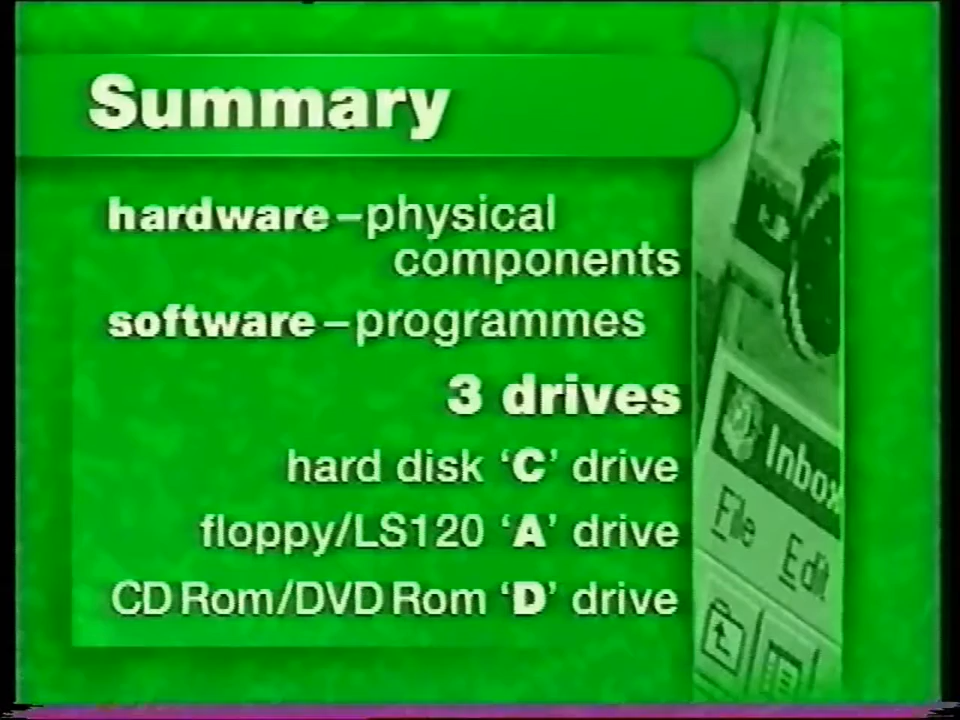 Summary
hardware – physical
components
software – programmes
3 drives
hard disk ‘C’ drive
floppy/LS120 ‘A’ drive
CD Rom/DVD Rom ‘D’ drive
Inbox
File Edit